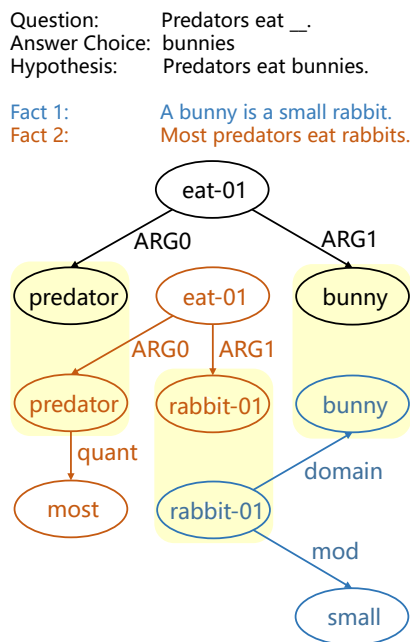 Question: Predators eat __.
Answer Choice: bunnies
Hypothesis: Predators eat bunnies.
Fact 1: A bunny is a small rabbit.
Fact 2: Most predators eat rabbits.
eat-01
ARG0 ARG1
predator eat-01 bunny
ARG0 ARG1
predator rabbit-01 bunny
quant domain
most rabbit-01
mod
small